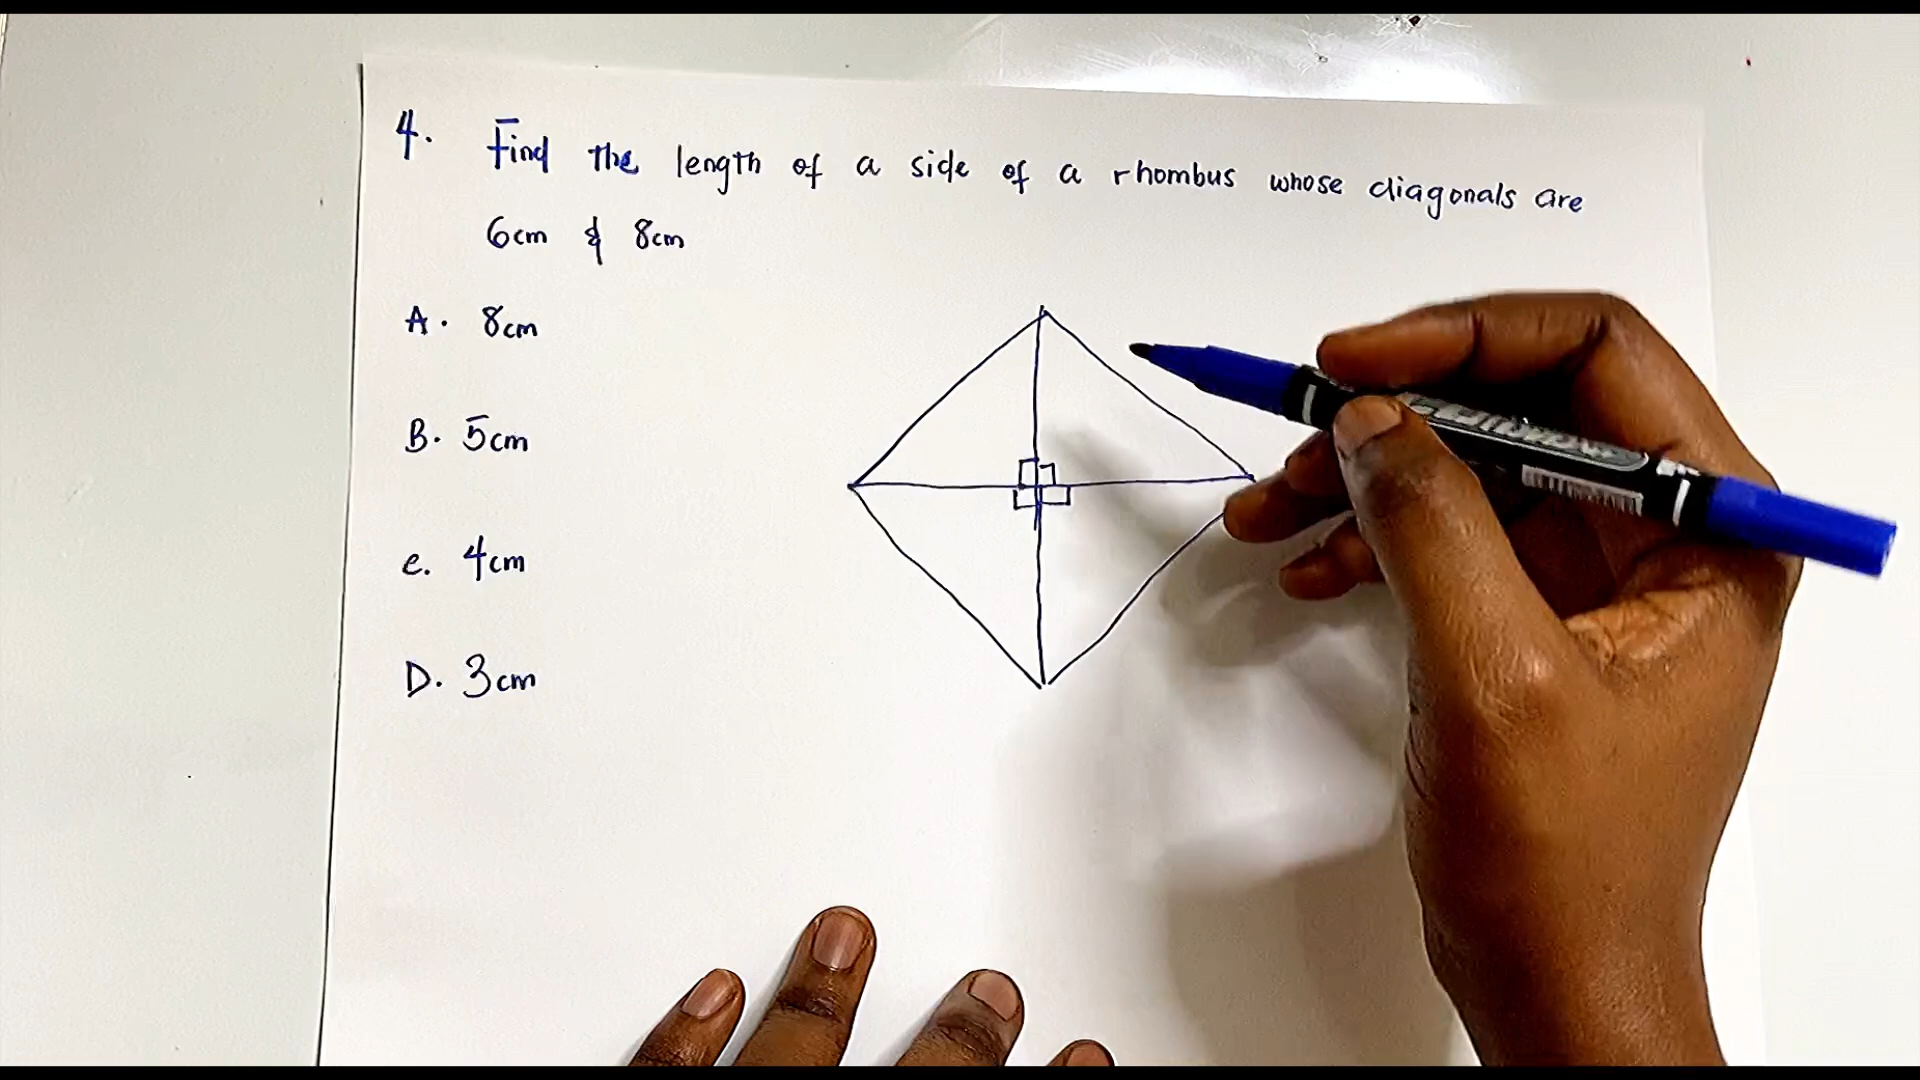 4. Find the length of a side of a rhombus whose diagonals are
6cm & 8cm
A. 8cm
B. 5cm
c. 4cm
D. 3cm